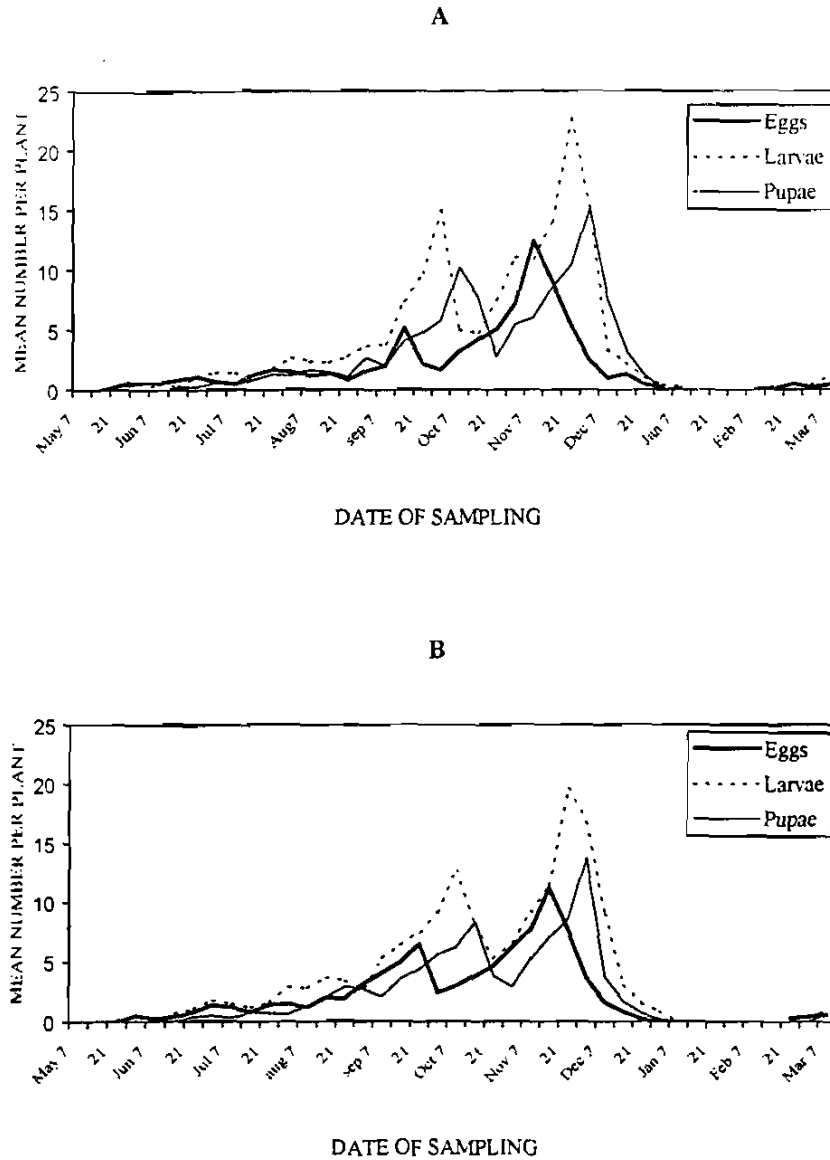 A
MEAN NUMBER PER PLANT
25
20
15
10
5
0
Eggs
Larvae
Pupae
May 7
21
Jun 7
21
Jul 7
21
Aug 7
21
sep 7
21
Oct 7
21
Nov 7
21
Dec 7
21
Jan 7
21
Feb 7
21
Mar 7
DATE OF SAMPLING
B
MEAN NUMBER PER PLANT
25
20
15
10
5
0
Eggs
Larvae
Pupae
May 7
21
Jun 7
21
Jul 7
21
aug 7
21
sep 7
21
Oct 7
21
Nov 7
21
Dec 7
21
Jan 7
21
Feb 7
21
Mar 7
DATE OF SAMPLING